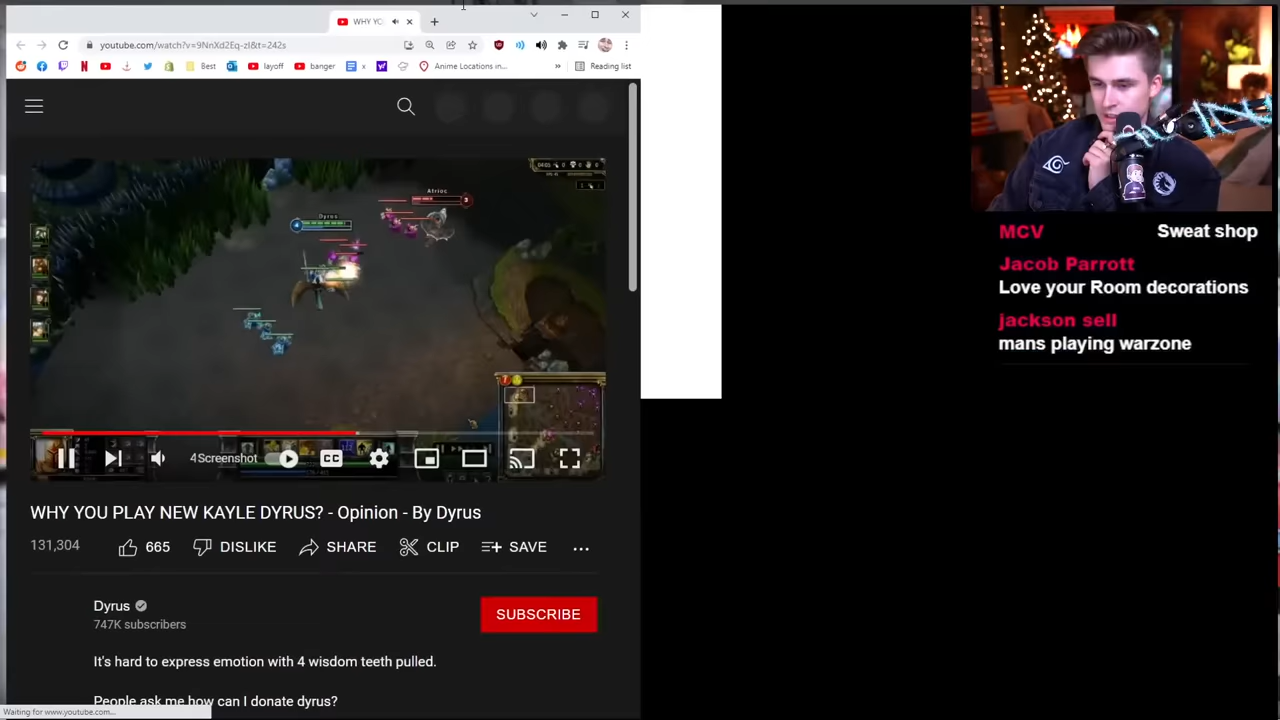 WHY YO
youtube.com/watch?v=9NnXd2Eq-zI&t=242s
Best
layoff
banger
x
Anime Locations in...
»
Reading list
Atrioc
3
Dyrus
4Screenshot
CC
WHY YOU PLAY NEW KAYLE DYRUS? - Opinion - By Dyrus
131,304
665
DISLIKE
SHARE
CLIP
SAVE
...
Dyrus
747K subscribers
SUBSCRIBE
It's hard to express emotion with 4 wisdom teeth pulled.
People ask me how can I donate dyrus?
Waiting for www.youtube.com...
MCV Sweat shop
Jacob Parrott
Love your Room decorations
jackson sell
mans playing warzone